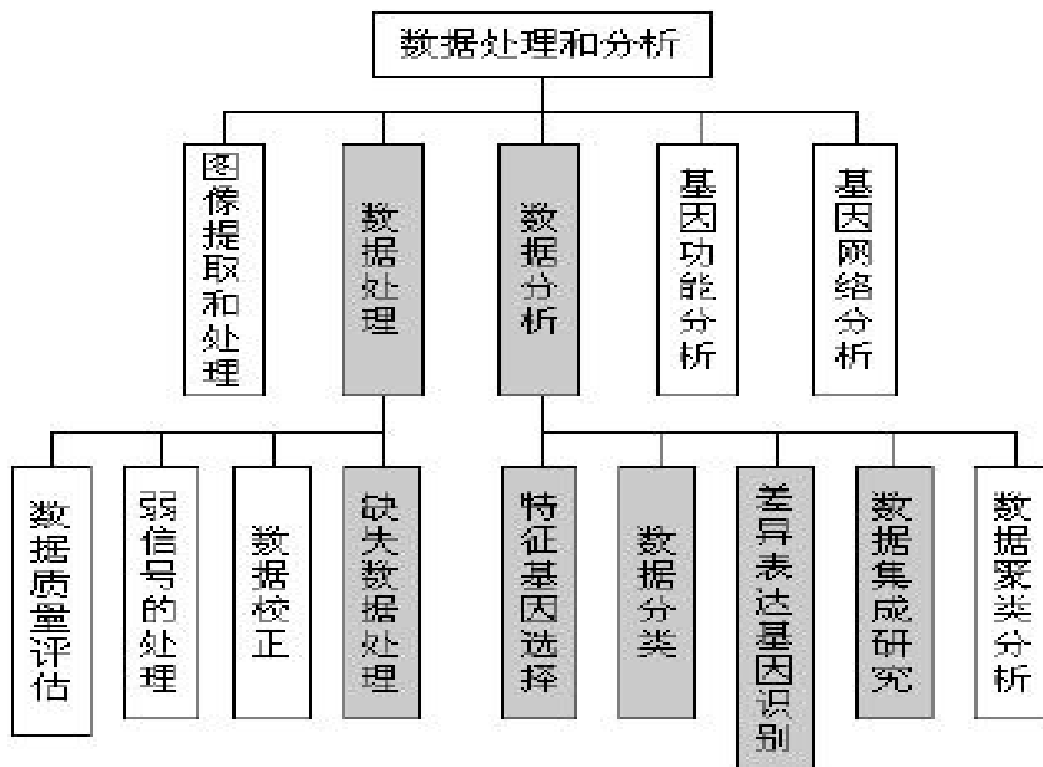 数据处理和分析
图像提取和处理
数据处理
数据分析
基因功能分析
基因网络分析
数据质量评估
弱信号的处理
数据校正
缺失数据处理
特征基因选择
数据分类
差异表达基因识别
数据集成研究
数据聚类分析